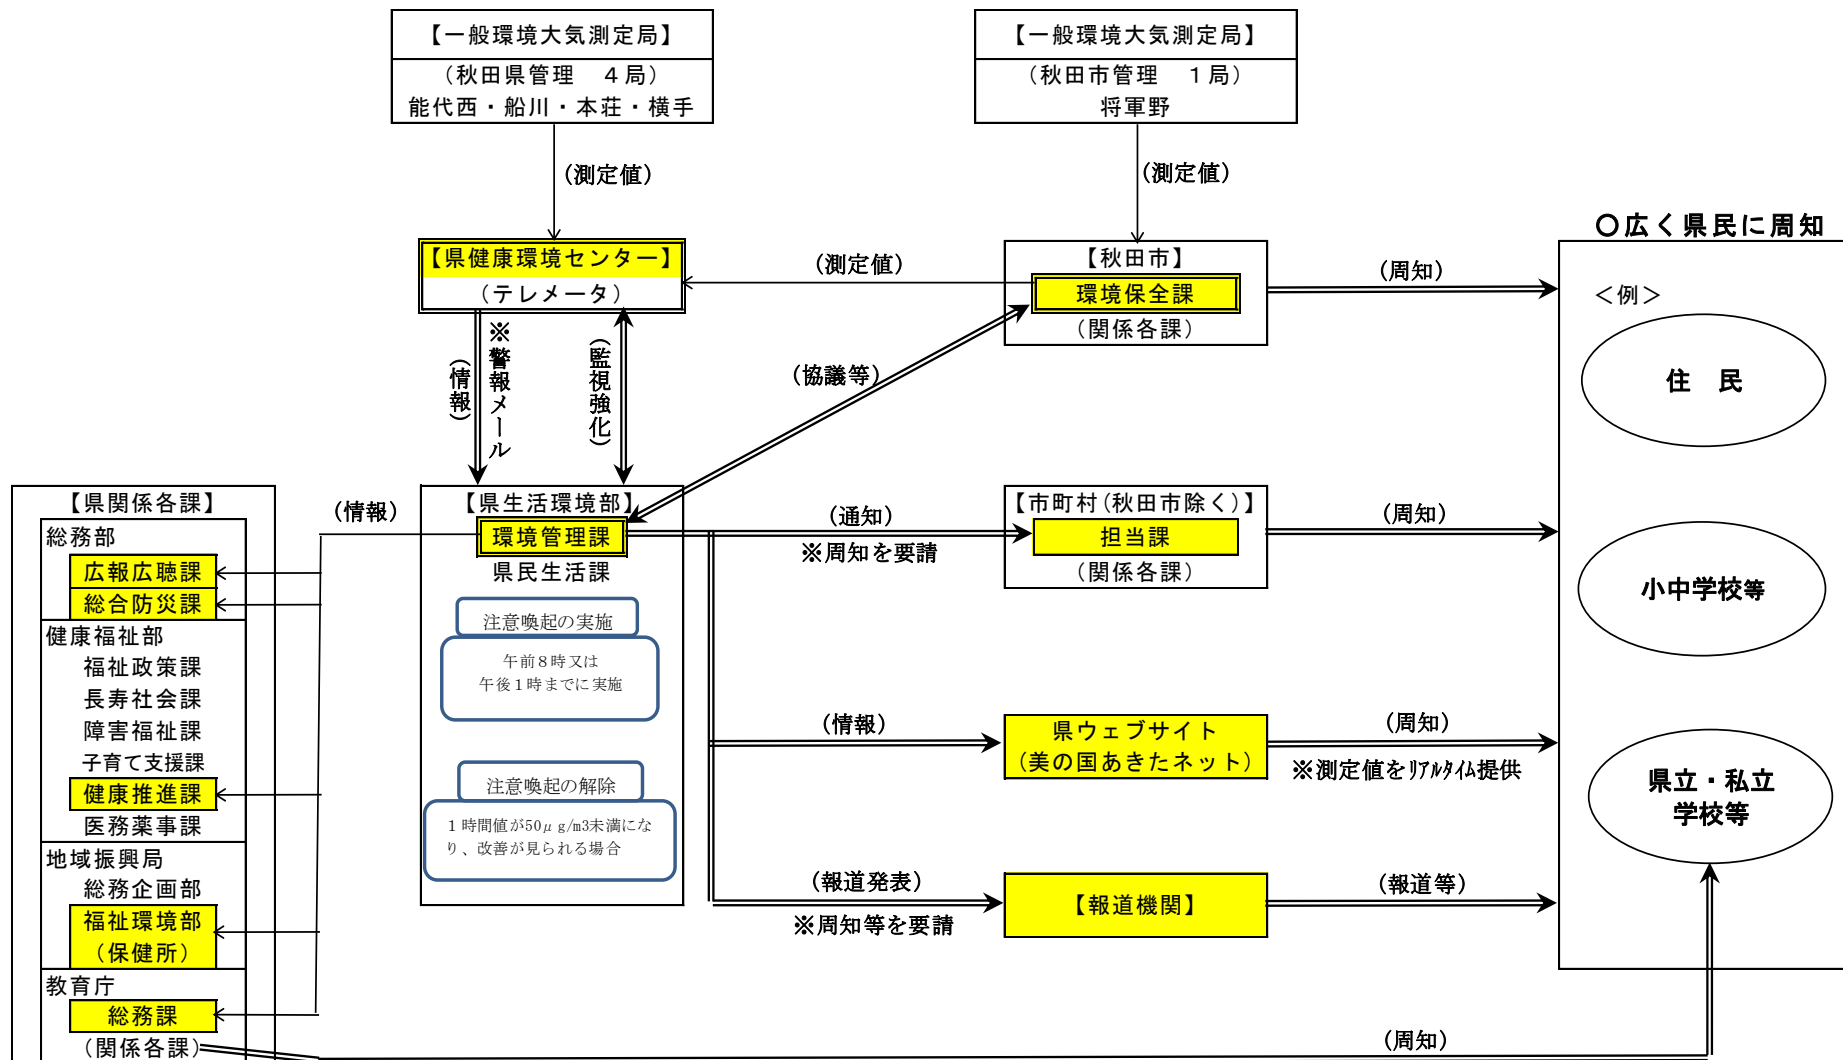 【一般環境大気測定局】
（秋田県管理　４局）
能代西・船川・本荘・横手
【一般環境大気測定局】
（秋田市管理　１局）
将軍野
（測定値）
（測定値）
〇広く県民に周知
【県健康環境センター】
（テレメータ）
（測定値）
【秋田市】
環境保全課
（関係各課）
（周知）
＜例＞
住　民
（情報）
※警報メール
（監視強化）
（協議等）
【県関係各課】
総務部
広報広聴課
総合防災課
健康福祉部
福祉政策課
長寿社会課
障害福祉課
子育て支援課
健康推進課
医務薬事課
地域振興局
総務企画部
福祉環境部
（保健所）
教育庁
総務課
（関係各課）
（情報）
【県生活環境部】
環境管理課
県民生活課
注意喚起の実施
午前８時又は
午後１時までに実施
注意喚起の解除
１時間値が50μg/m3未満にな
り、改善が見られる場合
（通知）
※周知を要請
【市町村(秋田市除く)】
担当課
（関係各課）
（周知）
小中学校等
（情報）
県ウェブサイト
（美の国あきたネット）
（周知）
※測定値をﾘｱﾙﾀｲﾑ提供
県立・私立
学校等
（報道発表）
※周知等を要請
【報道機関】
（報道等）
（周知）